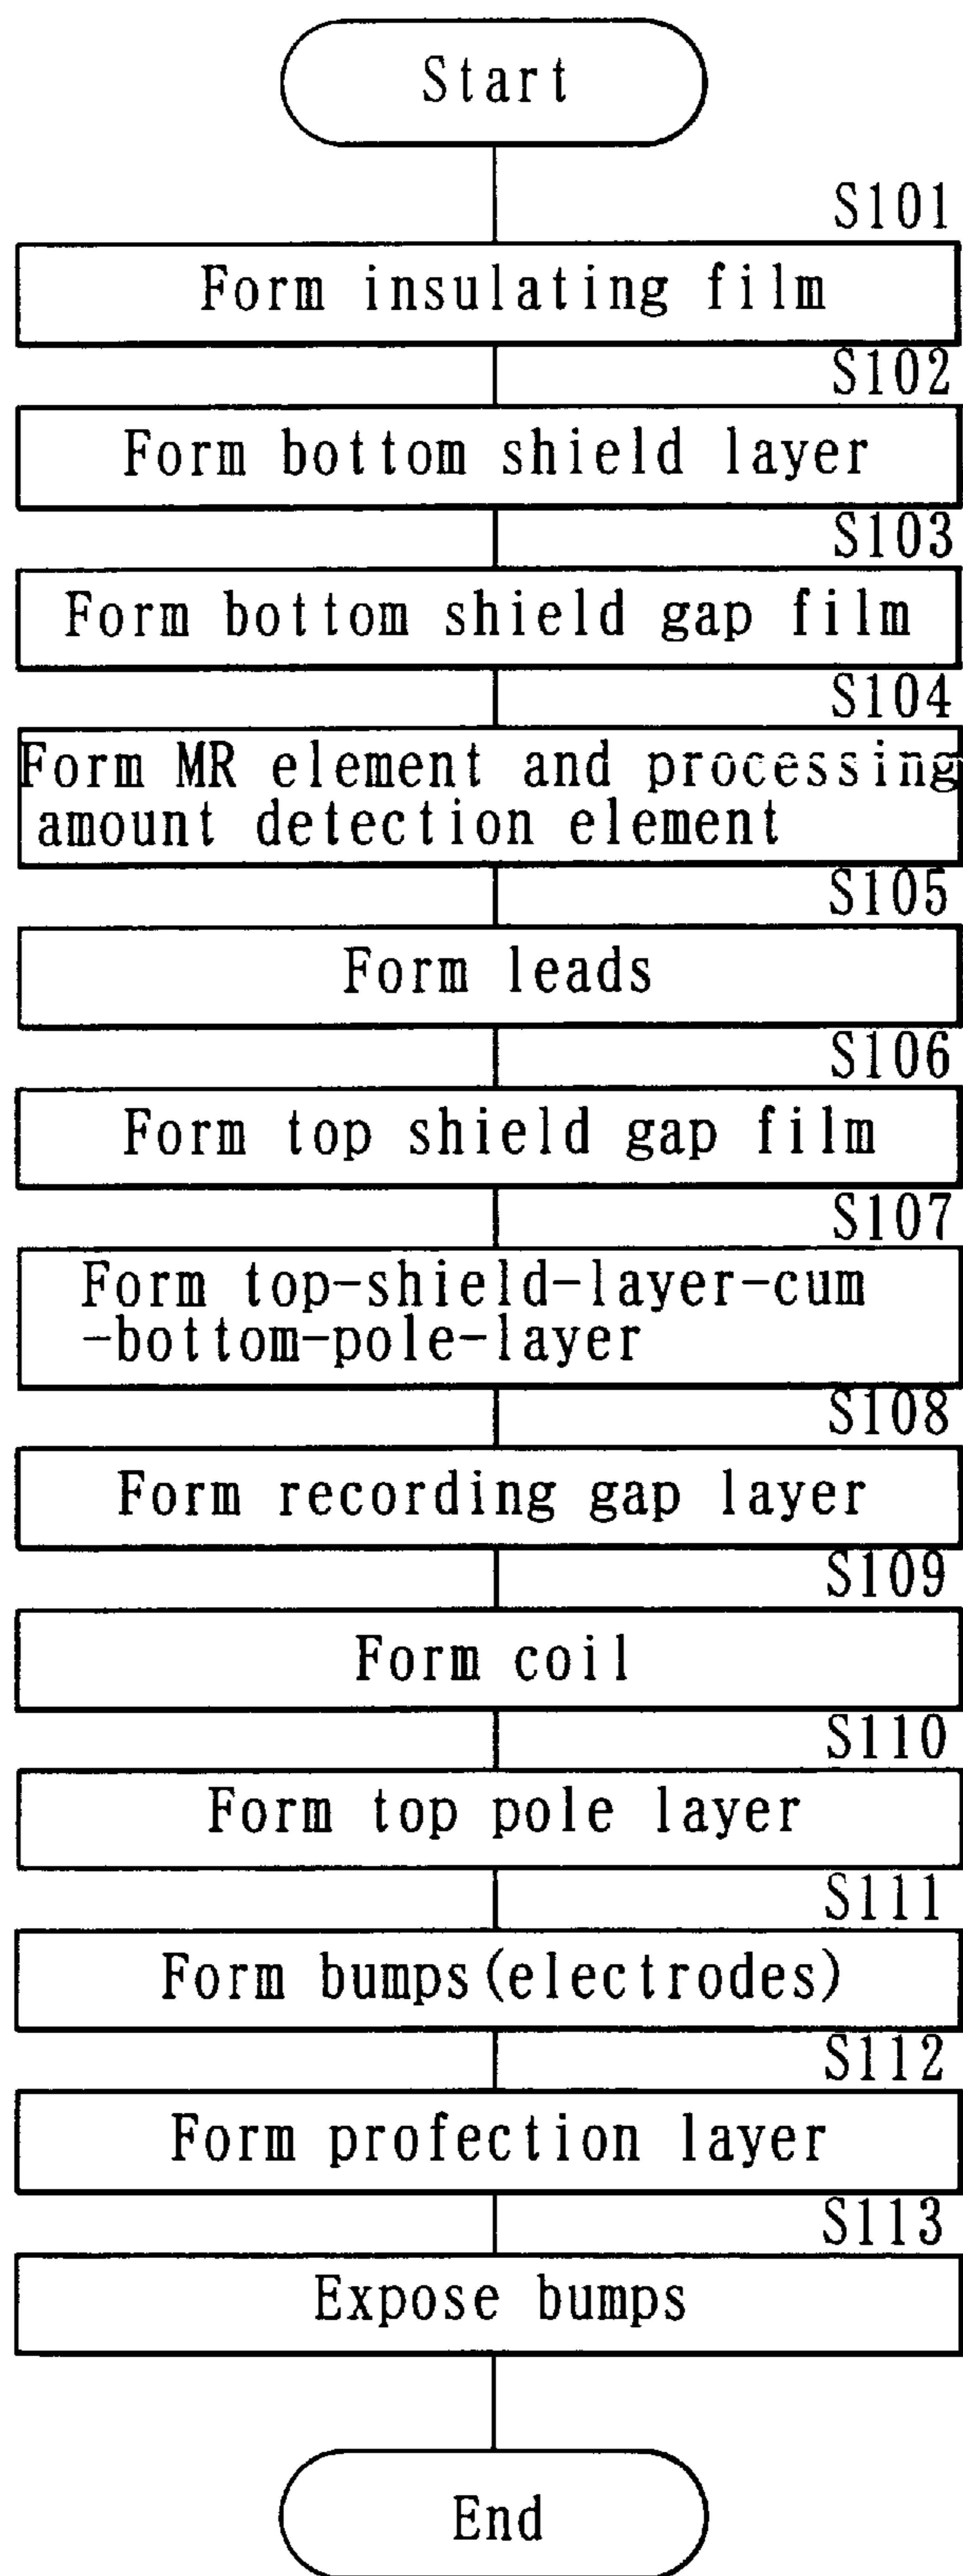 Start
S101
Form insulating film
S102
Form bottom shield layer
S103
Form bottom shield gap film
S104
Form MR element and processing
amount detection element
S105
Form leads
S106
Form top shield gap film
S107
Form top-shield-layer-cum
-bottom-pole-layer
S108
Form recording gap layer
S109
Form coil
S110
Form top pole layer
S111
Form bumps(electrodes)
S112
Form profection layer
S113
Expose bumps
End